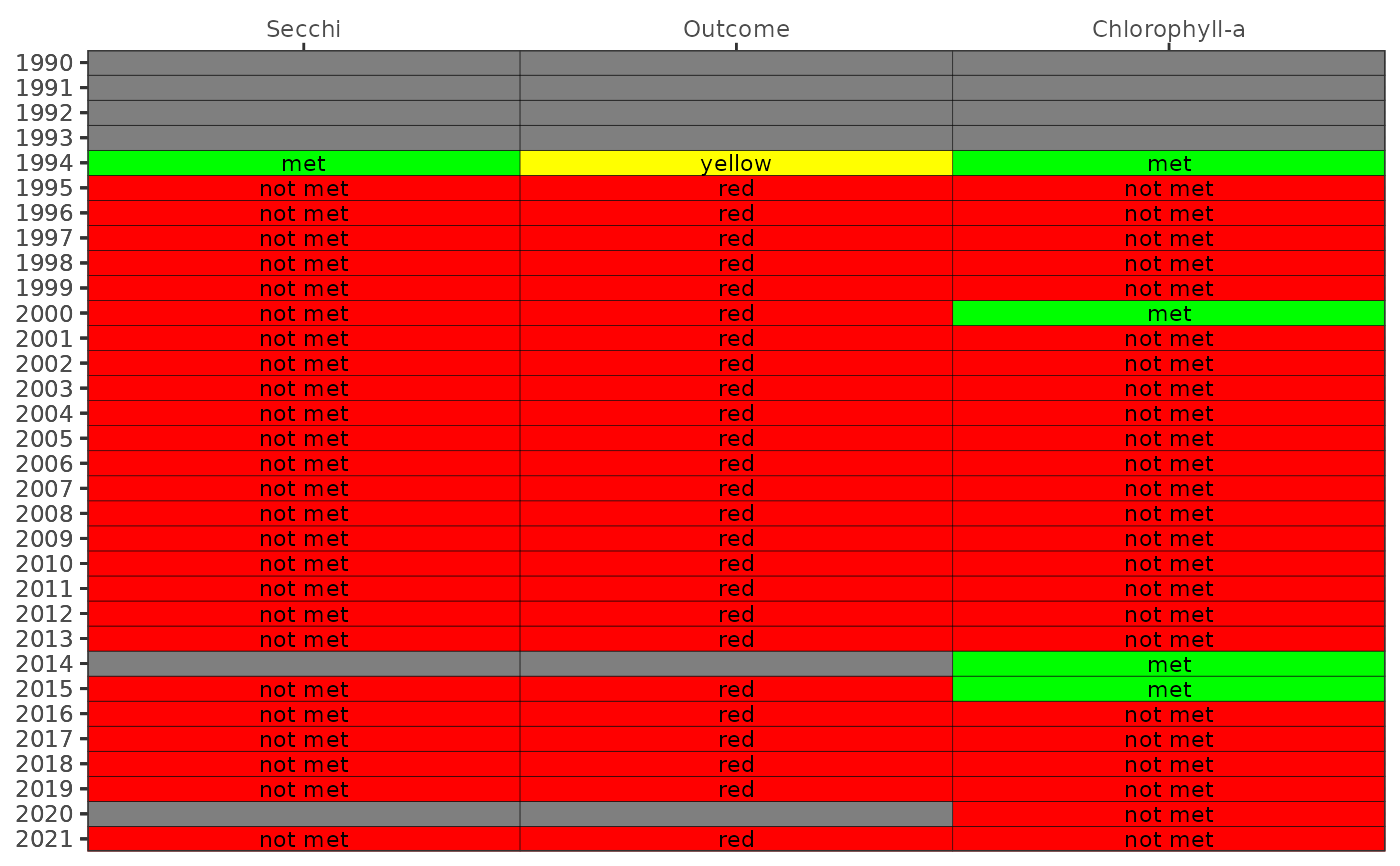 Secchi Outcome Chlorophyll-a
1990
1991
1992
1993
1994 met yellow met
1995 not met red not met
1996 not met red not met
1997 not met red not met
1998 not met red not met
1999 not met red not met
2000 not met red met
2001 not met red not met
2002 not met red not met
2003 not met red not met
2004 not met red not met
2005 not met red not met
2006 not met red not met
2007 not met red not met
2008 not met red not met
2009 not met red not met
2010 not met red not met
2011 not met red not met
2012 not met red not met
2013 not met red not met
2014 met
2015 not met red met
2016 not met red not met
2017 not met red not met
2018 not met red not met
2019 not met red not met
2020 not met
2021 not met red not met